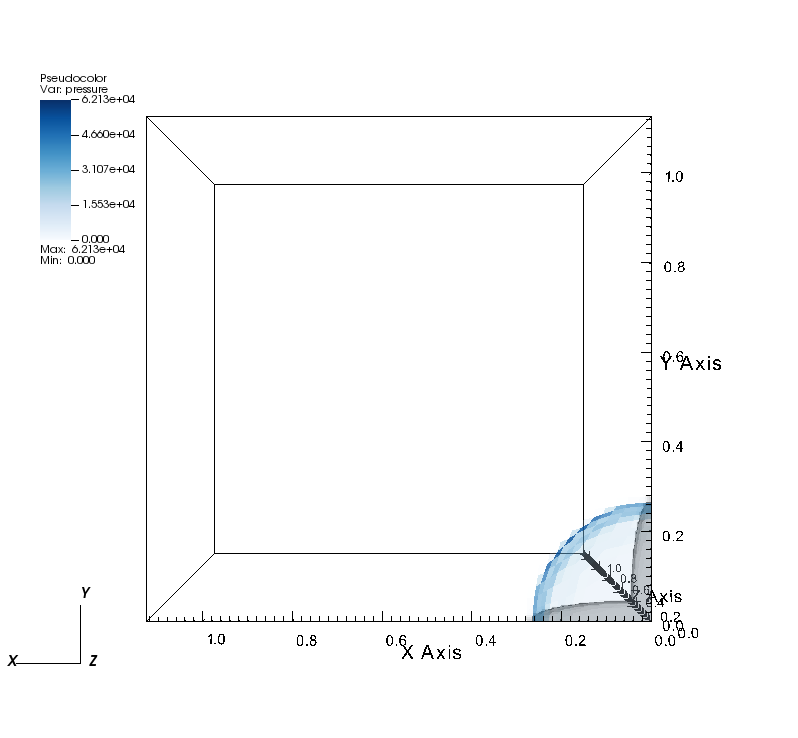 Pseudocolor
Var: pressure
6.213e+04
4.660e+04
3.107e+04
1.553e+04
0.000
Max: 6.213e+04
Min: 0.000
1.0
0.8
0.6
Y Axis
0.4
0.2
1.0
0.8
Axis
0.2
0.0
0.0
1.0
0.8
0.6
0.4
0.2
0.0
X Axis
Y
X
Z